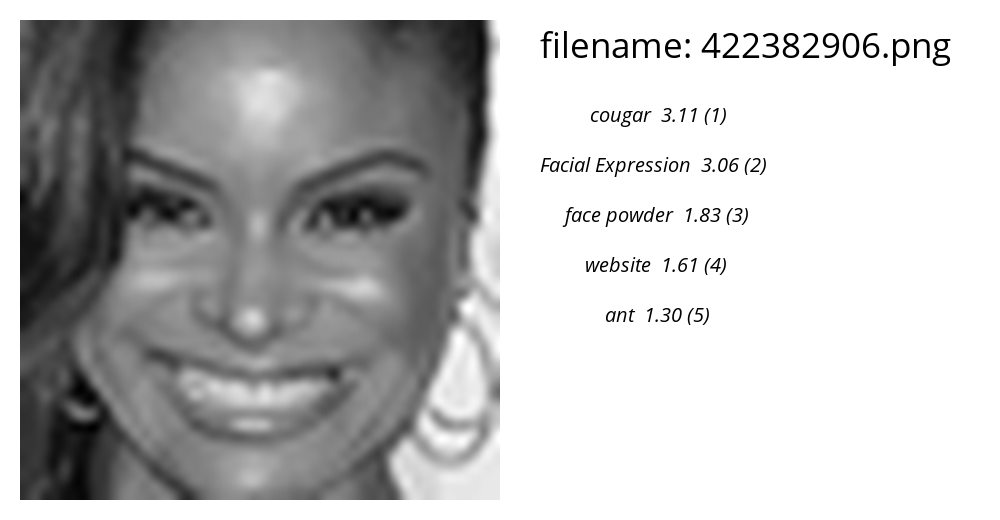 filename: 422382906.png
cougar 3.11 (1)
Facial Expression 3.06 (2)
face powder 1.83 (3)
website 1.61 (4)
ant 1.30 (5)